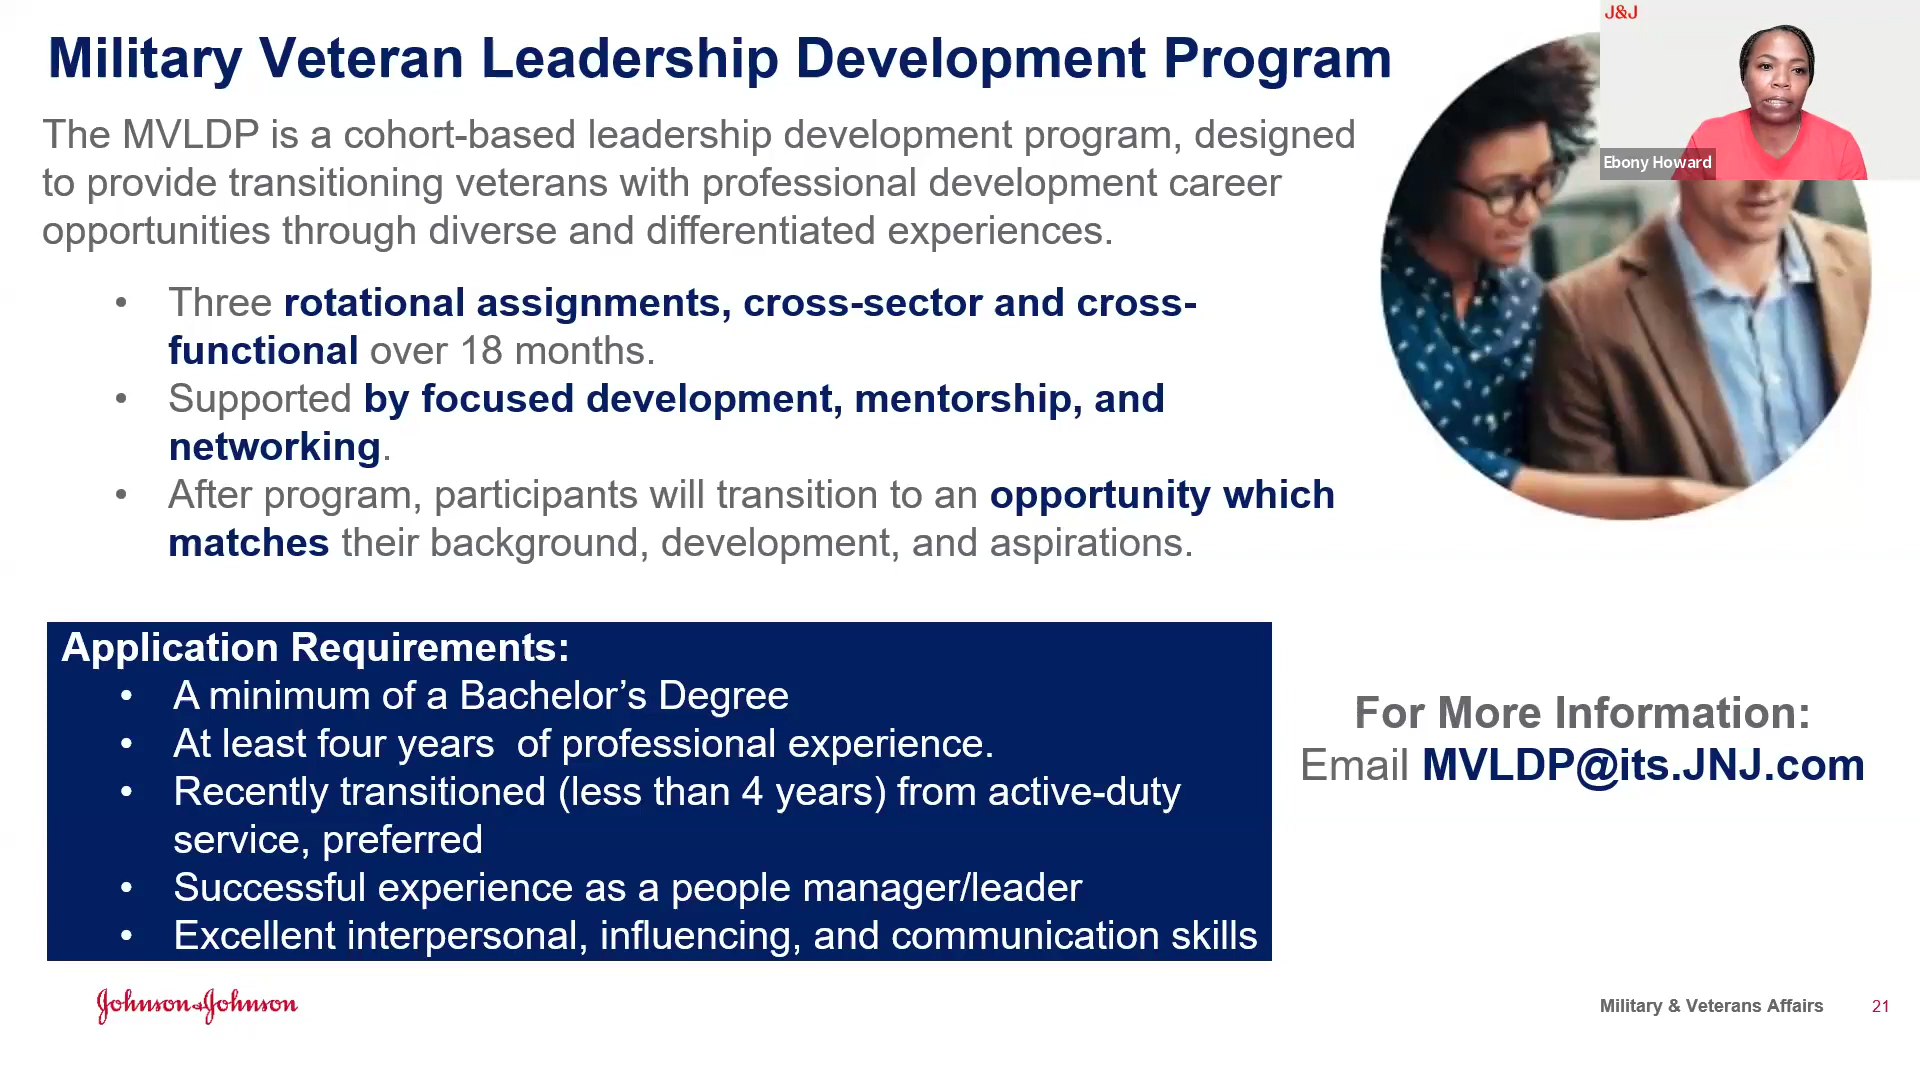 Military Veteran Leadership Development Program
The MVLDP is a cohort-based leadership development program, designed
to provide transitioning veterans with professional development career
opportunities through diverse and differentiated experiences.
• Three rotational assignments, cross-sector and cross-
functional over 18 months.
• Supported by focused development, mentorship, and
networking.
• After program, participants will transition to an opportunity which
matches their background, development, and aspirations.
Application Requirements:
• A minimum of a Bachelor’s Degree
• At least four years  of professional experience.
• Recently transitioned (less than 4 years) from active-duty
service, preferred
• Successful experience as a people manager/leader
• Excellent interpersonal, influencing, and communication skills
For More Information:
Email MVLDP@its.JNJ.com
J&J
Ebony Howard
Johnson&Johnson
Military & Veterans Affairs
21